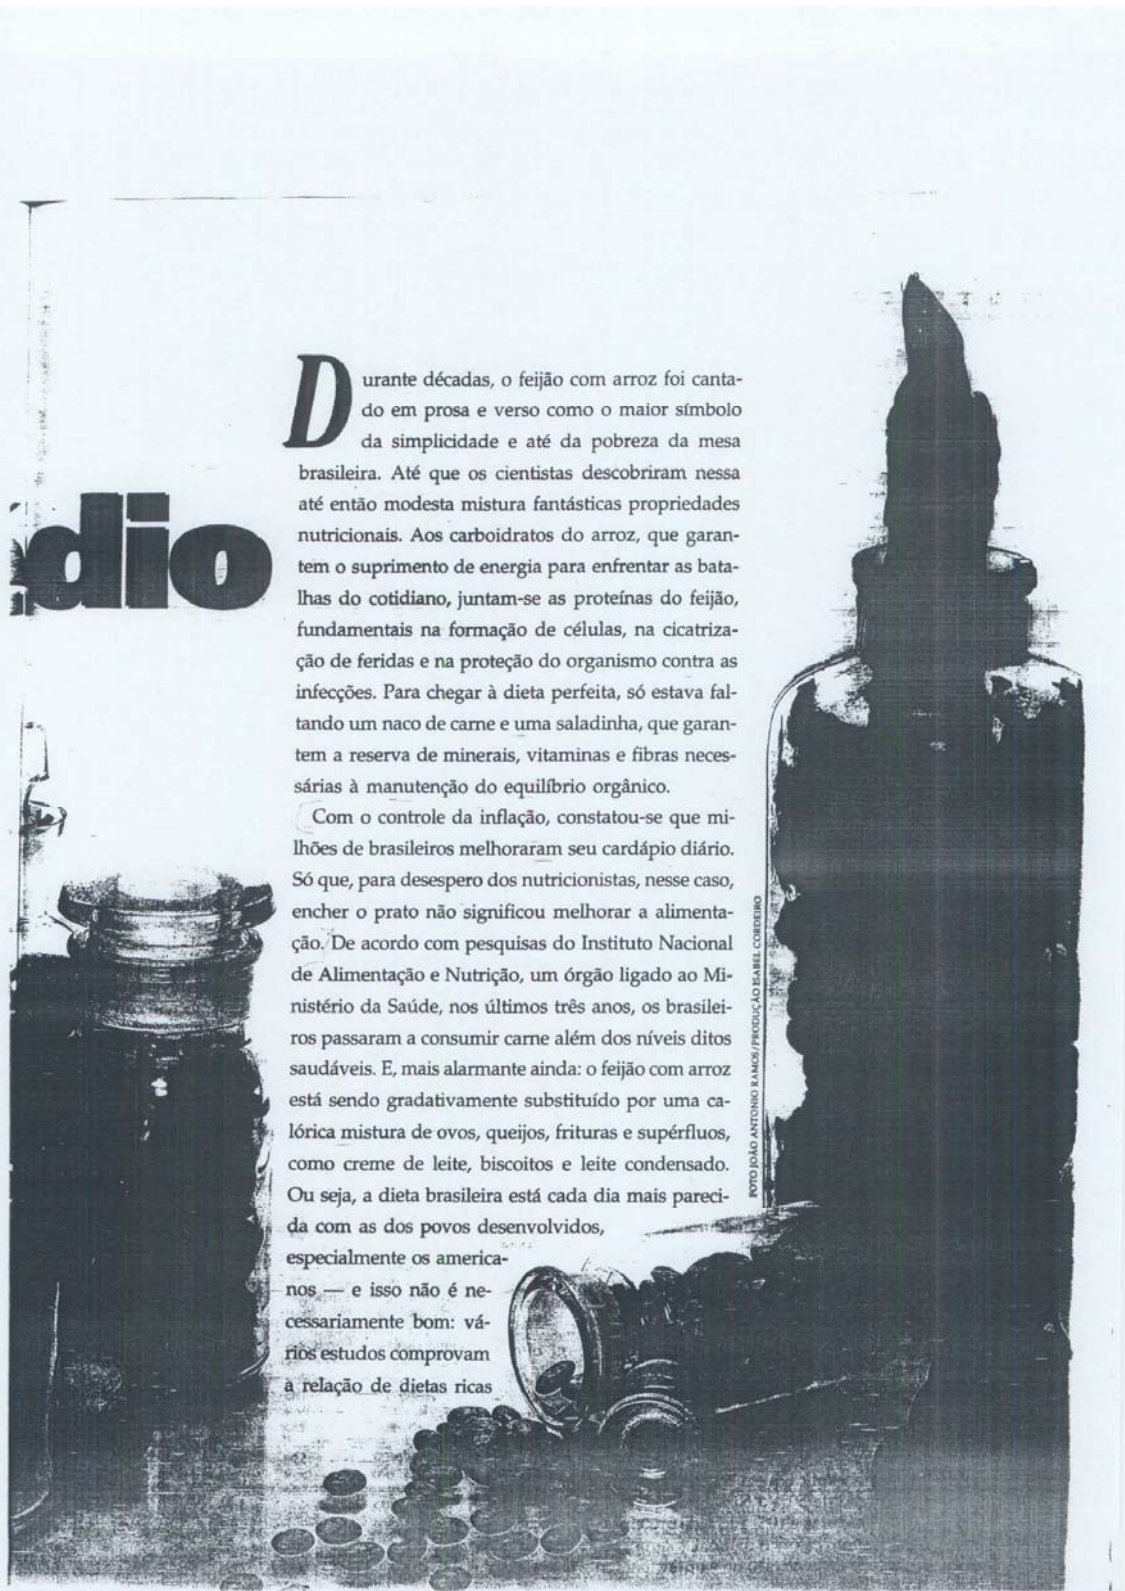 dio
Durante décadas, o feijão com arroz foi canta-
do em prosa e verso como o maior símbolo
da simplicidade e até da pobreza da mesa
brasileira. Até que os cientistas descobriram nessa
até então modesta mistura fantásticas propriedades
nutricionais. Aos carboidratos do arroz, que garan-
tem o suprimento de energia para enfrentar as bata-
lhas do cotidiano, juntam-se as proteínas do feijão,
fundamentais na formação de células, na cicatriza-
ção de feridas e na proteção do organismo contra as
infecções. Para chegar à dieta perfeita, só estava fal-
tando um naco de carne e uma saladinha, que garan-
tem a reserva de minerais, vitaminas e fibras neces-
sárias à manutenção do equilíbrio orgânico.
Com o controle da inflação, constatou-se que mi-
lhões de brasileiros melhoraram seu cardápio diário.
Só que, para desespero dos nutricionistas, nesse caso,
encher o prato não significou melhorar a alimenta-
ção. De acordo com pesquisas do Instituto Nacional
de Alimentação e Nutrição, um órgão ligado ao Mi-
nistério da Saúde, nos últimos três anos, os brasilei-
ros passaram a consumir carne além dos níveis ditos
saudáveis. E, mais alarmante ainda: o feijão com arroz
está sendo gradativamente substituído por uma ca-
lórica mistura de ovos, queijos, frituras e supérfluos,
como creme de leite, biscoitos e leite condensado.
Ou seja, a dieta brasileira está cada dia mais pareci-
da com as dos povos desenvolvidos,
especialmente os america-
nos — e isso não é ne-
cessariamente bom: vá-
rios estudos comprovam
a relação de dietas ricas
FOTO JOÃO ANTONIO RAMOS/PRODUÇÃO ISABEL CORDEIRO